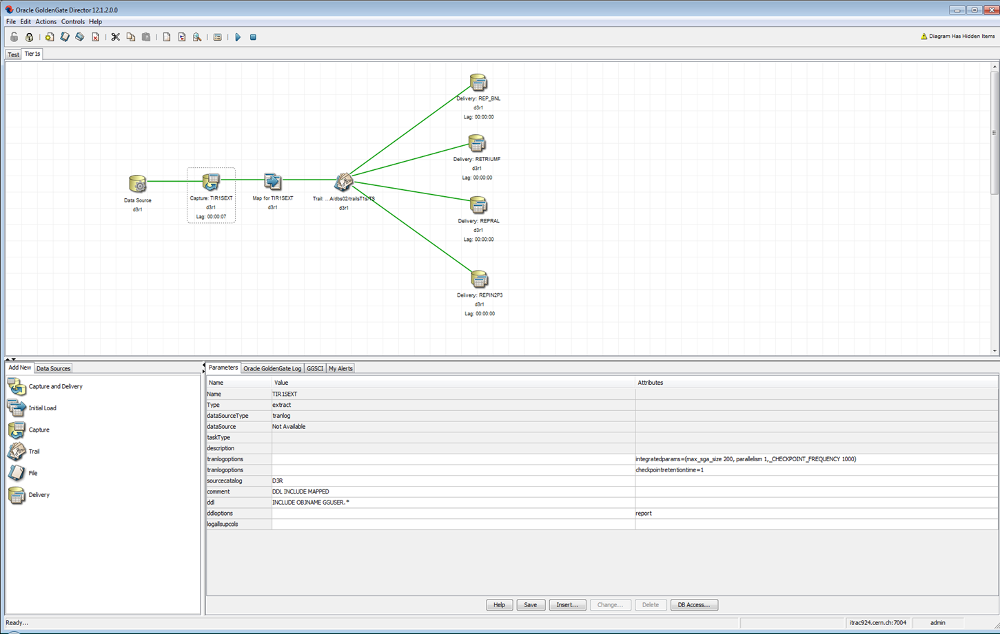 Oracle GoldenGate Director 12.1.2.0.0
File Edit Actions Controls Help
Diagram Has Hidden Items
Test Tier1s
Delivery: REP_BNL
d3r1
Lag: 00:00:00
Delivery: RETRIUMF
d3r1
Lag: 00:00:00
Data Source
d3r1
Capture: TIR1SEXT
d3r1
Lag: 00:00:07
Map for TIR1SEXT
d3r1
Trail: ...A/dbs02/trailsT1s/TS
d3r1
Delivery: REPRAL
d3r1
Lag: 00:00:00
Delivery: REPIN2P3
d3r1
Lag: 00:00:00
Add New Data Sources
Capture and Delivery
Initial Load
Capture
Trail
File
Delivery
Parameters Oracle GoldenGate Log GGSCI My Alerts
Name Value Attributes
Name TIR1SEXT
Type extract
dataSourceType tranlog
dataSource Not Available
taskType
description
tranlogoptions integratedparams=(max_sga_size 200, parallelism 1,_CHECKPOINT_FREQUENCY 1000)
tranlogoptions checkpointretentiontime=1
sourcecatalog D3R
comment DDL INCLUDE MAPPED
ddl INCLUDE OBJNAME GGUSER.*
ddloptions report
logallsupcols
Help Save Insert... Change... Delete DB Access...
Ready... itrac924.cern.ch:7004 admin